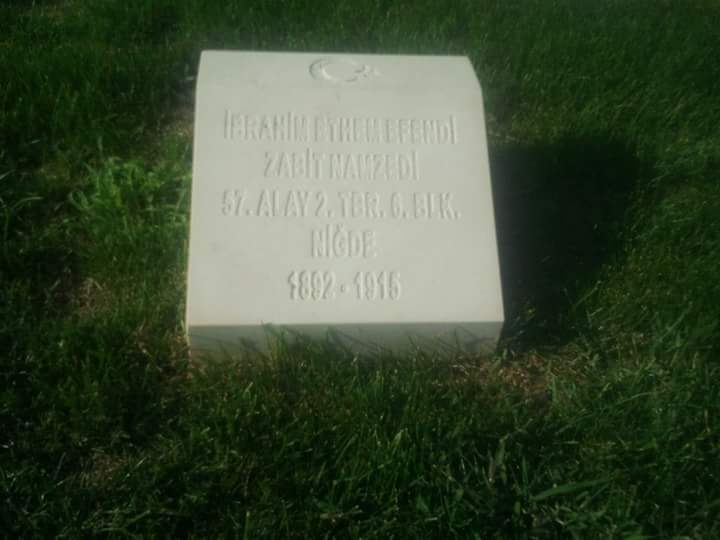 İBRAHİM ETHEM EFENDİ
ZABİT NAMZEDİ
57. ALAY 2. TBR. 6. BLK.
NİĞDE
1892 - 1915